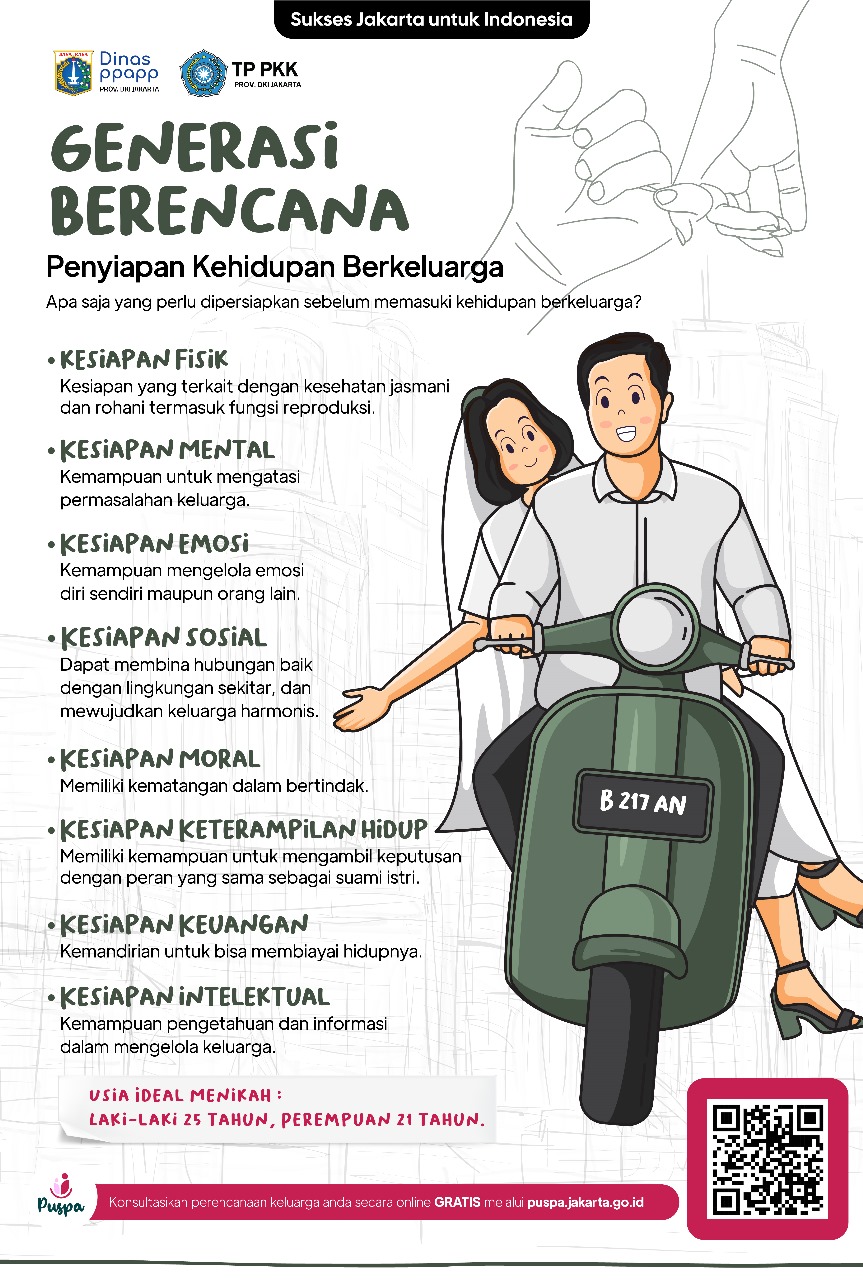 Sukses Jakarta untuk Indonesia
Dinas
ppapp
PROV. DKI JAKARTA
TP PKK
PROV. DKI JAKARTA
GENERASI
BERENCANA
Penyiapan Kehidupan Berkeluarga
Apa saja yang perlu dipersiapkan sebelum memasuki kehidupan berkeluarga?
• KESIAPAN FISIK
Kesiapan yang terkait dengan kesehatan jasmani
dan rohani termasuk fungsi reproduksi.
• KESIAPAN MENTAL
Kemampuan untuk mengatasi
permasalahan keluarga.
• KESIAPAN EMOSI
Kemampuan mengelola emosi
diri sendiri maupun orang lain.
• KESIAPAN SOSIAL
Dapat membina hubungan baik
dengan lingkungan sekitar, dan
mewujudkan keluarga harmonis.
• KESIAPAN MORAL
Memiliki kematangan dalam bertindak.
• KESIAPAN KETERAMPILAN HIDUP
Memiliki kemampuan untuk mengambil keputusan
dengan peran yang sama sebagai suami istri.
• KESIAPAN KEUANGAN
Kemandirian untuk bisa membiayai hidupnya.
• KESIAPAN INTELEKTUAL
Kemampuan pengetahuan dan informasi
dalam mengelola keluarga.
B 217 AN
USIA IDEAL MENIKAH :
LAKI-LAKI 25 TAHUN, PEREMPUAN 21 TAHUN.
Puspa
Konsultasikan perencanaan keluarga anda secara online GRATIS melalui puspa.jakarta.go.id